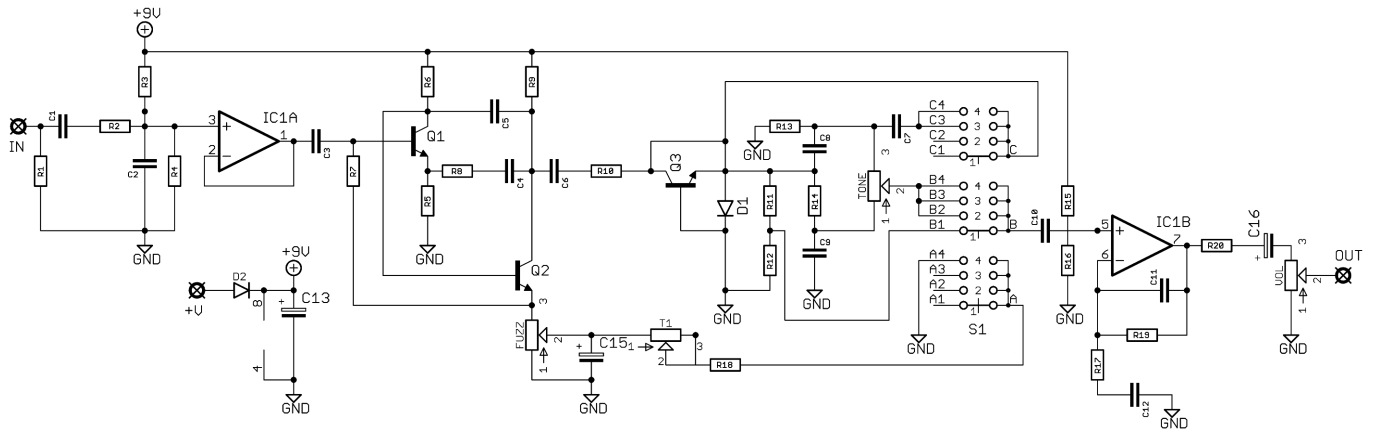 +9V
R3
R6
R9
C1
R2
IC1A
3
2
1
IN
R1
C2
R4
GND
C3
R7
Q1
C5
R8
C4
C6
R10
R5
GND
Q2
Q3
D1
GND
R13
GND
C8
R11
R14
R12
C9
GND
TONE
3
2
1
C7
C4
C3
C2
C1
4
3
2
1
C
B4
B3
B2
B1
4
3
2
1
B
A4
A3
A2
A1
4
3
2
1
A
S1
GND
C10
R15
R16
GND
5
6
7
IC1B
C11
R19
R17
C12
GND
R20
C16
+
3
VOL
2
1
GND
OUT
+9V
D2
+V
8
4
+
C13
GND
3
FUZZ
2
1
+
C15
GND
T1
1
2
3
R18